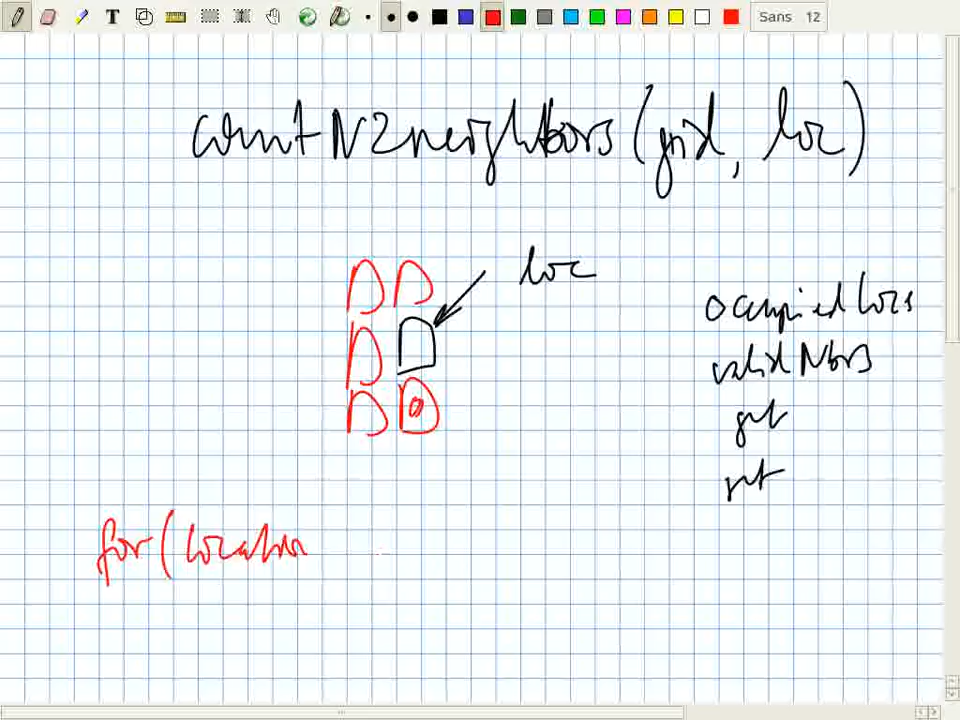 Sans 12
countN2neighbors(grid, loc)
loc
occupiedLocs
validNbrs
get
put
for(Location